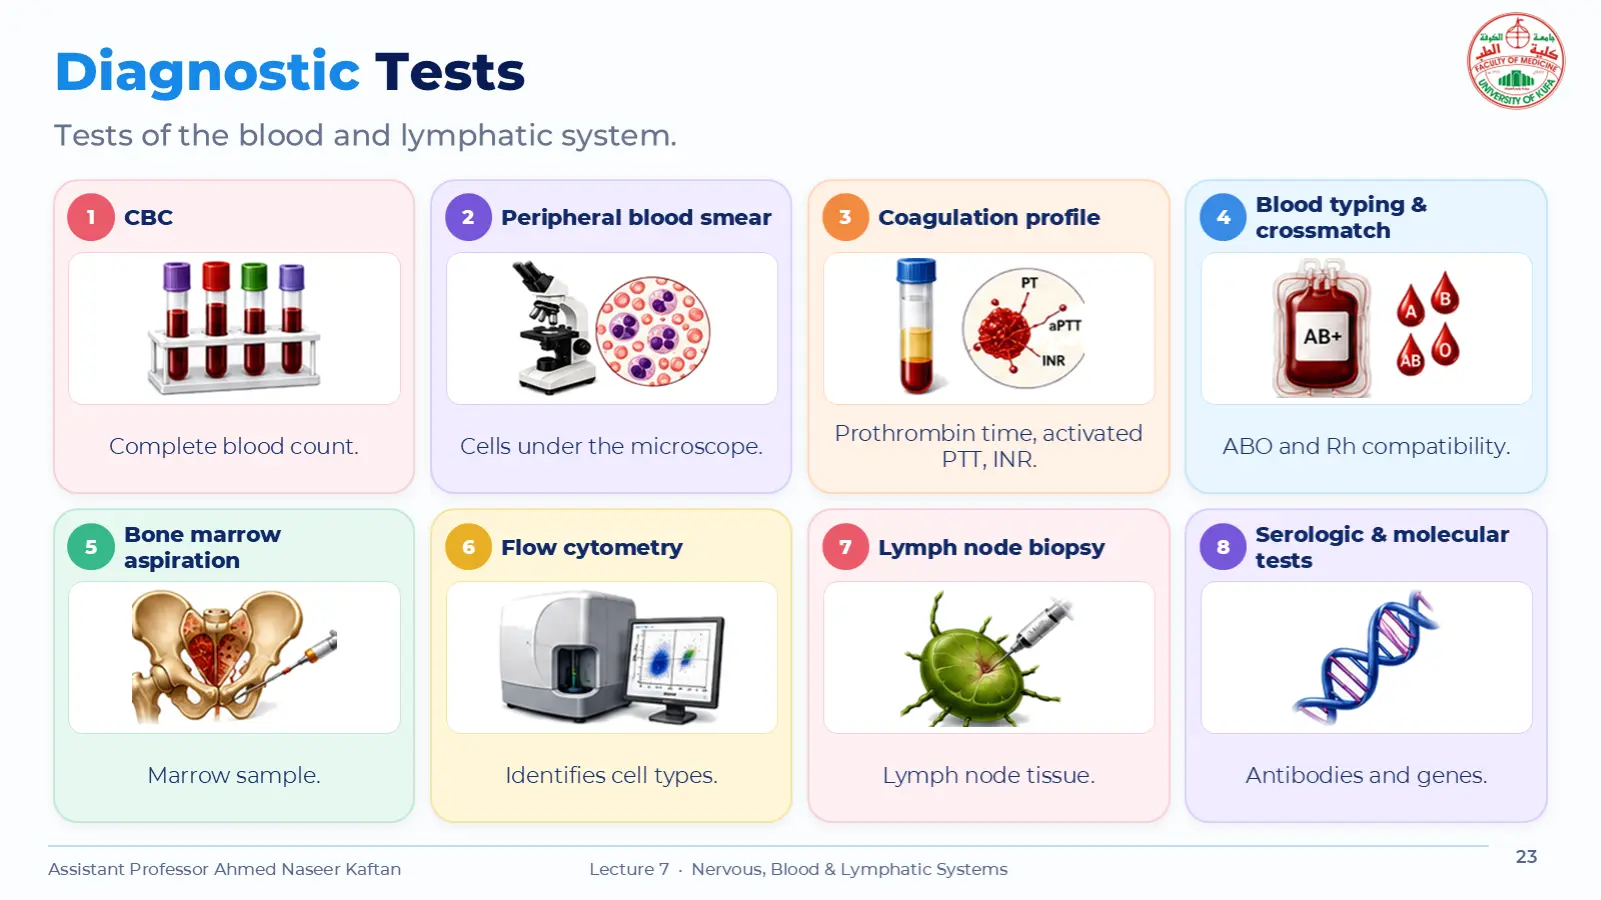 Diagnostic Tests
Tests of the blood and lymphatic system.
جامعة الكوفة
كلية الطب
FACULTY OF MEDICINE
UNIVERSITY OF KUFA
1 CBC
Complete blood count.
2 Peripheral blood smear
Cells under the microscope.
3 Coagulation profile
PT
aPTT
INR
Prothrombin time, activated
PTT, INR.
4 Blood typing &
crossmatch
AB+
A
B
AB
O
ABO and Rh compatibility.
5 Bone marrow
aspiration
Marrow sample.
6 Flow cytometry
Identifies cell types.
7 Lymph node biopsy
Lymph node tissue.
8 Serologic & molecular
tests
Antibodies and genes.
Assistant Professor Ahmed Naseer Kaftan
Lecture 7 · Nervous, Blood & Lymphatic Systems
23